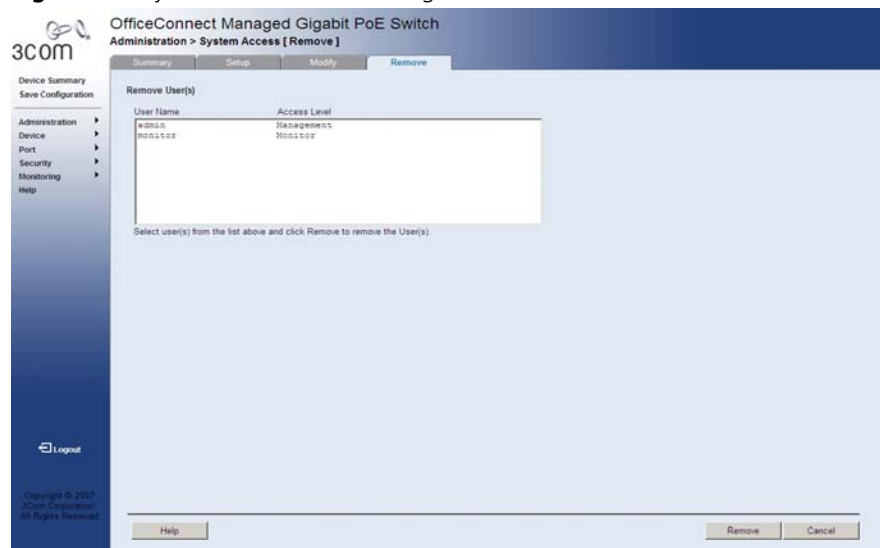 OfficeConnect Managed Gigabit PoE Switch
Administration > System Access [ Remove ]
3COM
Summary Setup Modify Remove
Device Summary
Save Configuration
Administration
Device
Port
Security
Monitoring
Help
Remove User(s)
User Name Access Level
admin Management
monitor Monitor
Select user(s) from the list above and click Remove to remove the User(s).
Logout
Copyright © 2007
3Com Corporation
All Rights Reserved
Help Remove Cancel